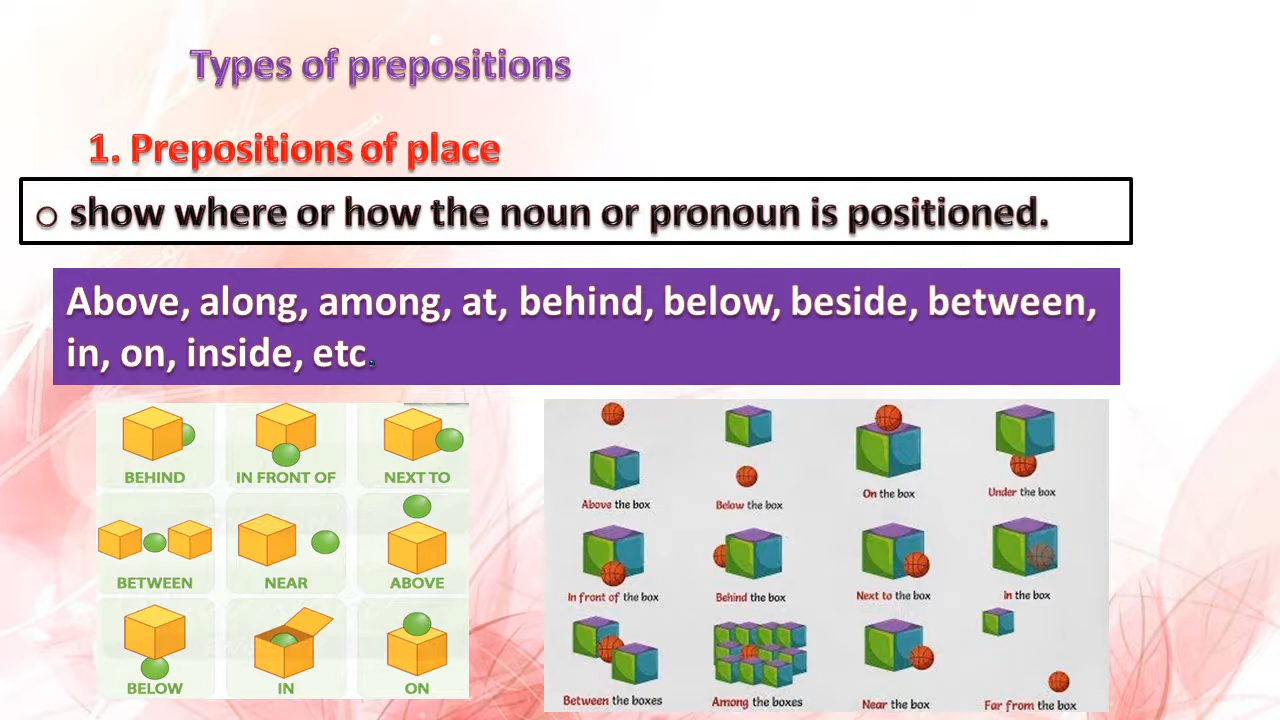 Types of prepositions
1. Prepositions of place
o show where or how the noun or pronoun is positioned.
Above, along, among, at, behind, below, beside, between,
in, on, inside, etc.
BEHIND IN FRONT OF NEXT TO
BETWEEN NEAR ABOVE
BELOW IN ON
Above the box Below the box On the box Under the box
In front of the box Behind the box Next to the box In the box
Between the boxes Among the boxes Near the box Far from the box